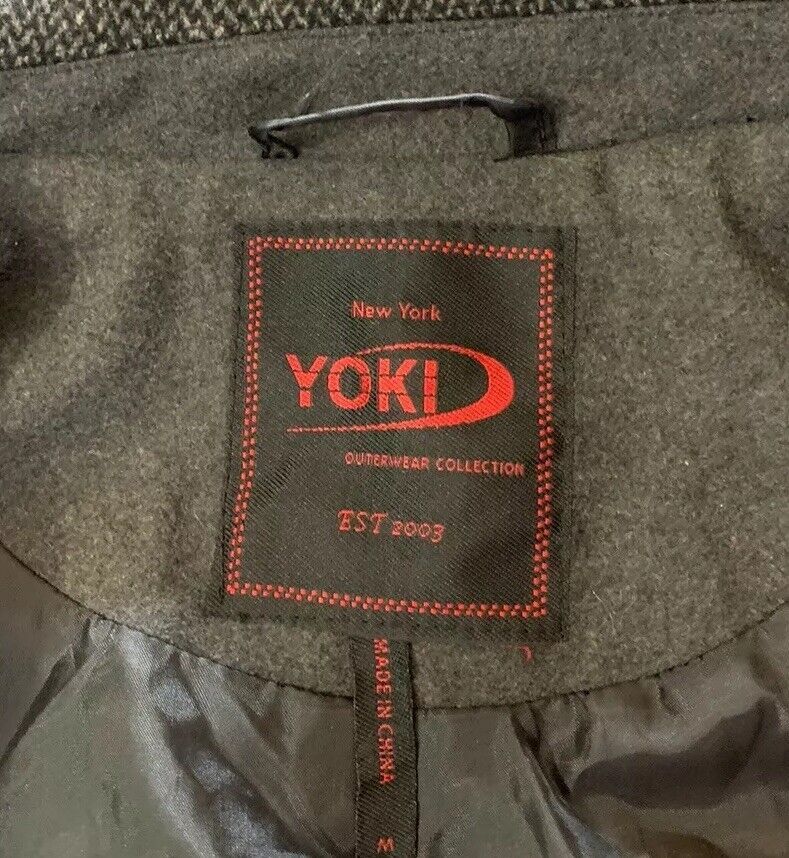 New York
YOKI
OUTERWEAR COLLECTION
EST 2003
MADE IN CHINA